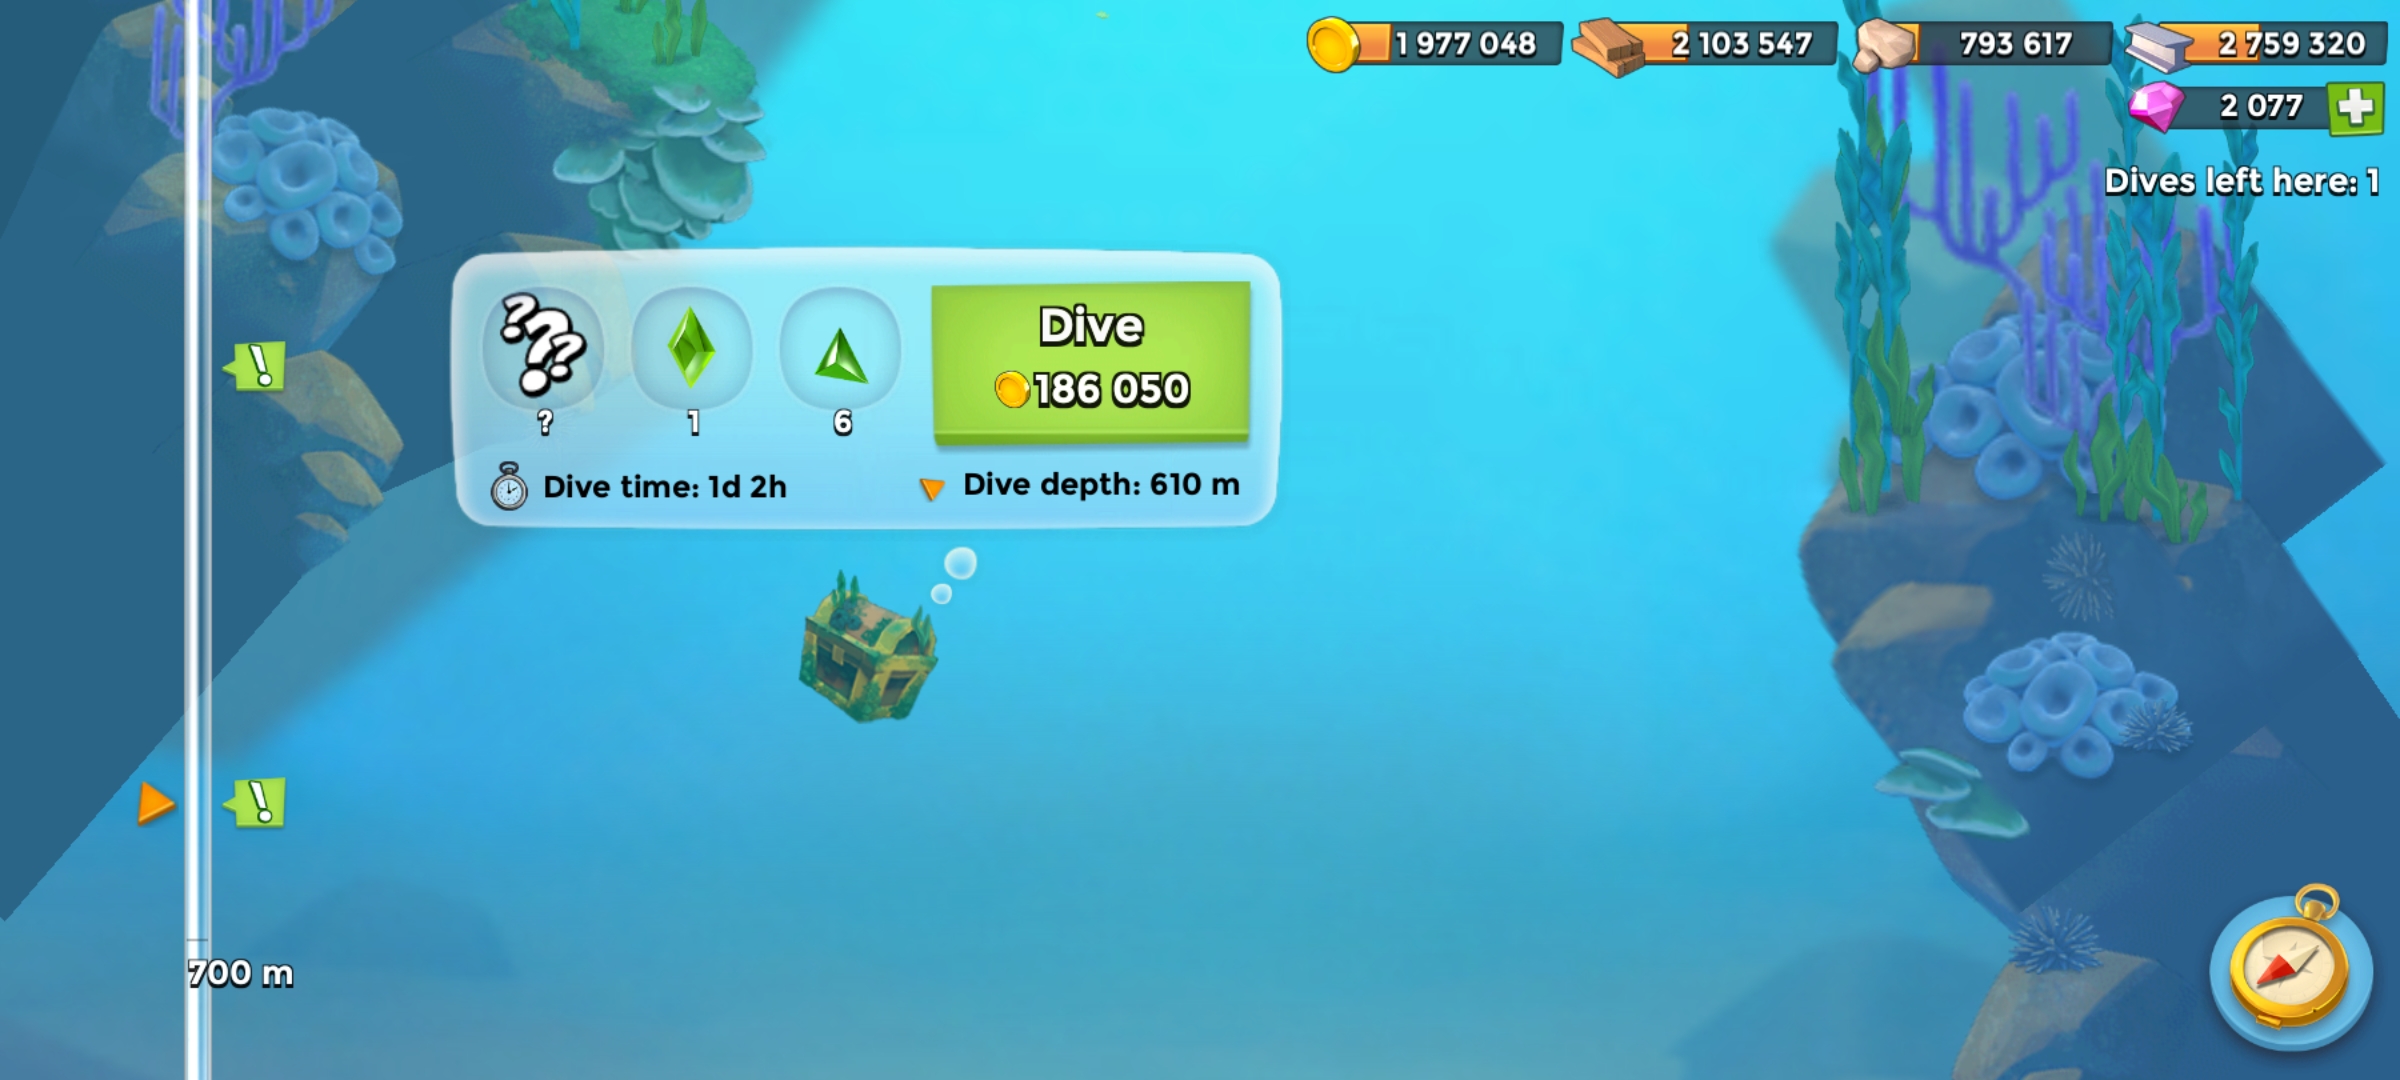 1 977 048
2 103 547
793 617
2 759 320
2 077
Dives left here: 1
???
Dive
186 050
?
1
6
Dive time: 1d 2h
Dive depth: 610 m
!
!
700 m